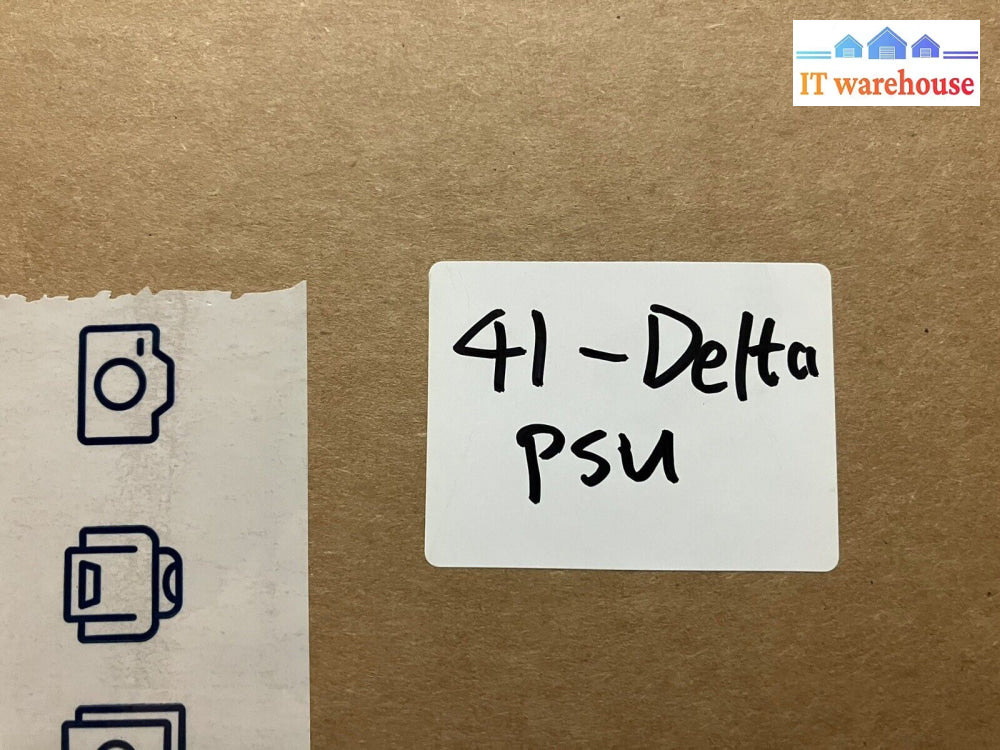 IT warehouse
41 - Delta
PSU